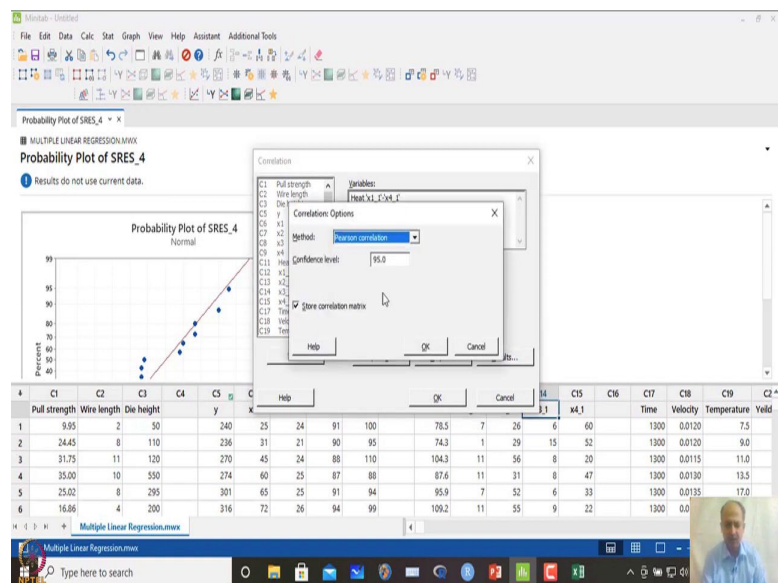 Minitab - Untitled
File Edit Data Calc Stat Graph View Help Assistant Additional Tools
Probability Plot of SRES_4
MULTIPLE LINEAR REGRESSION.MWX
Probability Plot of SRES_4
Results do not use current data.
Probability Plot of SRES_4
Normal
Percent
99
95
90
80
70
60
50
40
Correlation
C1 Pull strength
C2 Wire length
C3 Die
C5 y
C6 x1
C7 x2
C8 x3
C9 x4
C11
C12 x1_
C13 x2_
C14 x3_
C15 x4_
C17
C18
C19
Variables:
Heat 'x1_1'-'x4_1'
Correlation: Options
Method: Pearson correlation
Confidence level: 95.0
Store correlation matrix
Help OK Cancel
Help OK Cancel
C1 C2 C3 C4 C5 C15 C16 C17 C18 C19
Pull strength Wire length Die height y x4_1 Time Velocity Temperature Yeild
1 9.95 2 50 240 25 24 91 100 78.5 7 26 6 60 1300 0.0120 7.5
2 24.45 8 110 236 31 21 90 95 74.3 1 29 15 52 1300 0.0120 9.0
3 31.75 11 120 270 45 24 88 110 104.3 11 56 8 20 1300 0.0115 11.0
4 35.00 10 550 274 60 25 87 88 87.6 11 31 8 47 1300 0.0130 13.5
5 25.02 8 295 301 65 25 91 94 95.9 7 52 6 33 1300 0.0135 17.0
6 16.86 4 200 316 72 26 94 99 109.2 11 55 9 22 1300
Multiple Linear Regression.mwx
Multiple Linear Regression.mwx
Type here to search
NPTEL